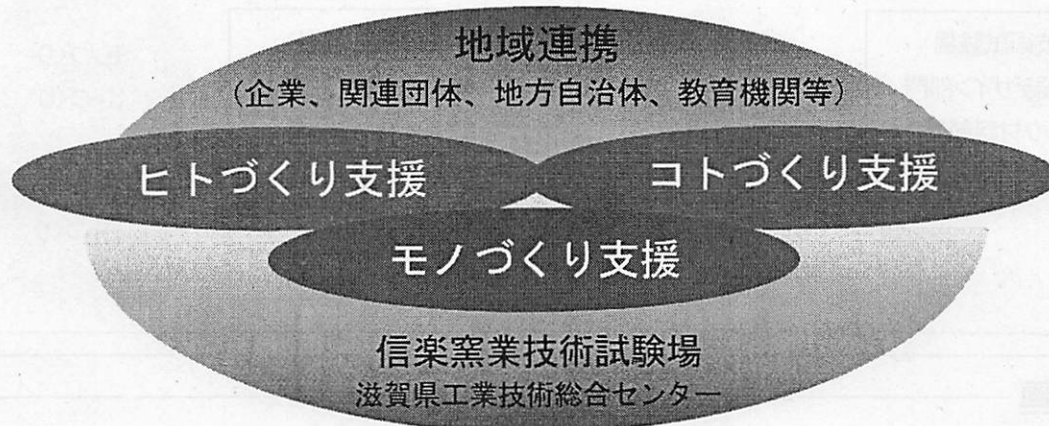 地域連携
（企業、関連団体、地方自治体、教育機関等）
ヒトづくり支援
コトづくり支援
モノづくり支援
信楽窯業技術試験場
滋賀県工業技術総合センター